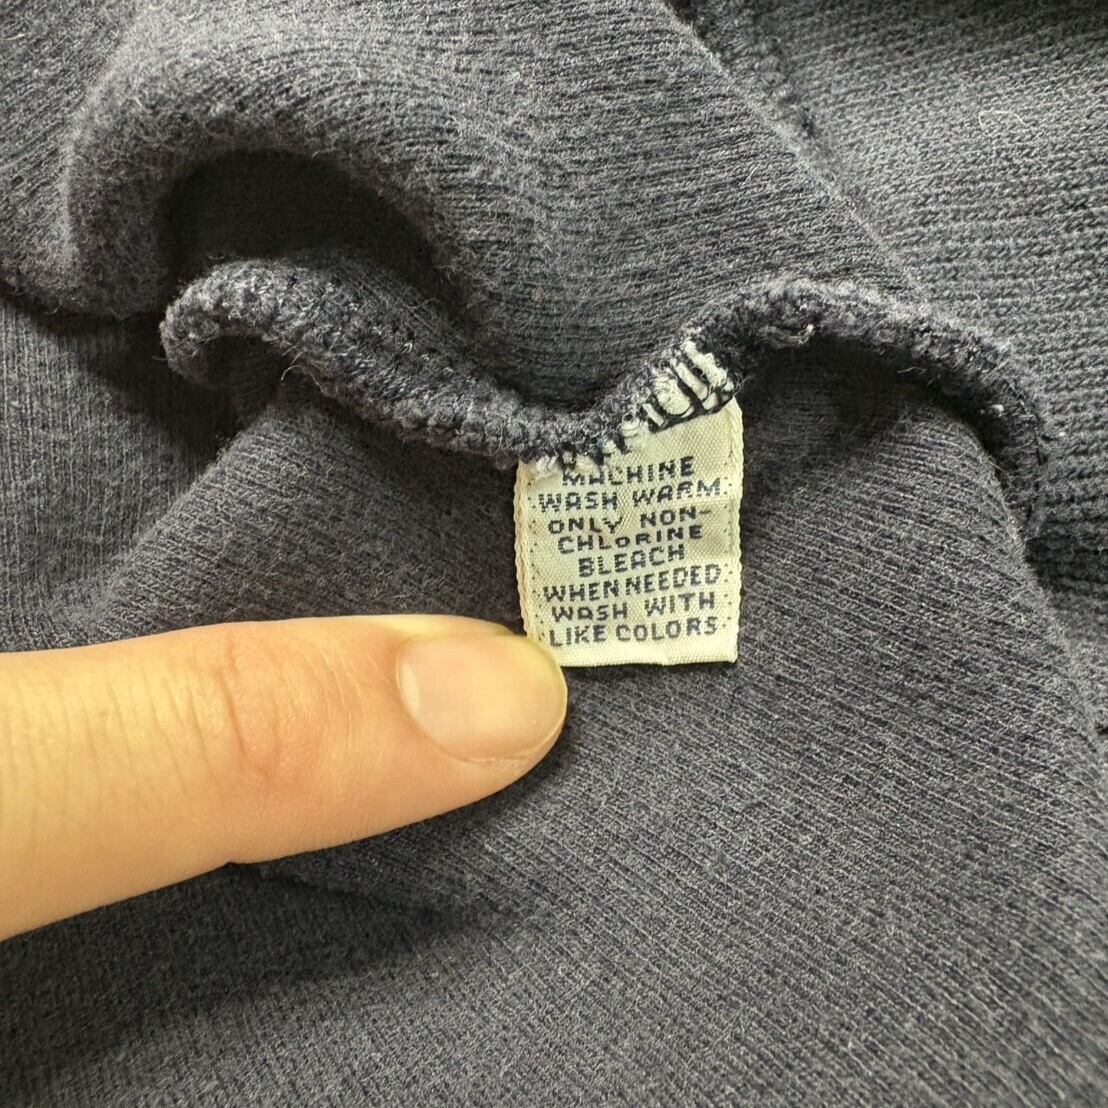 MACHINE
WASH WARM
ONLY NON-
CHLORINE
BLEACH
WHEN NEEDED
WASH WITH
LIKE COLORS